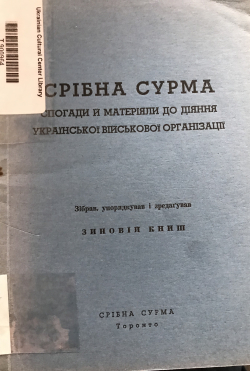 Ukrainian Cultural Center Library
СРІБНА СУРМА
СПОГАДИ Й МАТЕРІЯЛИ ДО ДІЯННЯ
УКРАЇНСЬКОЇ ВІЙСЬКОВОЇ ОРГАНІЗАЦІЇ
Зібрав, упорядкував і зредагував
ЗИНОВІЙ КНИШ
СРІБНА СУРМА
Торонто